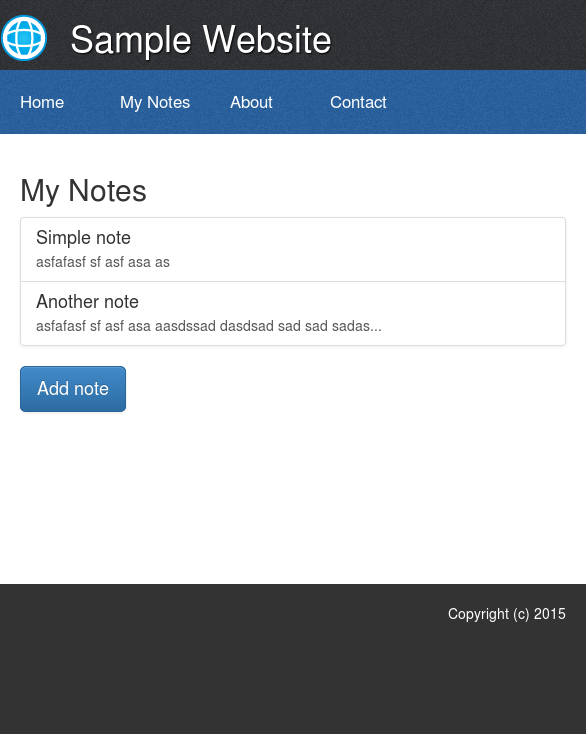 Sample Website
Home My Notes About Contact
My Notes
Simple note
asfafasf sf asf asa as
Another note
asfafasf sf asf asa aasdssad dasdsad sad sad sadas...
Add note
Copyright (c) 2015